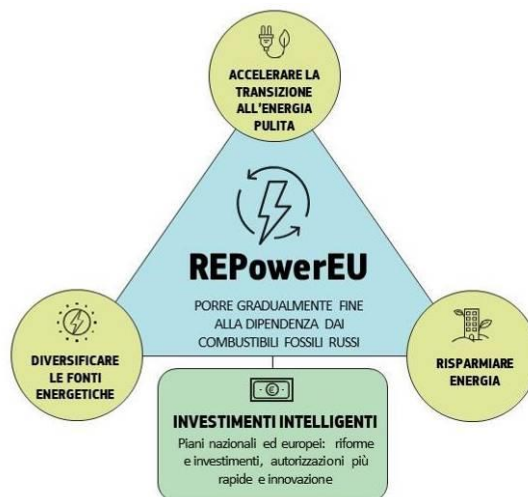 ACCELERARE LA
TRANSIZIONE
ALL'ENERGIA
PULITA
REPowerEU
PORRE GRADUALMENTE FINE
ALLA DIPENDENZA DAI
COMBUSTIBILI FOSSILI RUSSI
DIVERSIFICARE
LE FONTI
ENERGETICHE
RISPARMIARE
ENERGIA
€
INVESTIMENTI INTELLIGENTI
Piani nazionali ed europei: riforme
e investimenti, autorizzazioni più
rapide e innovazione